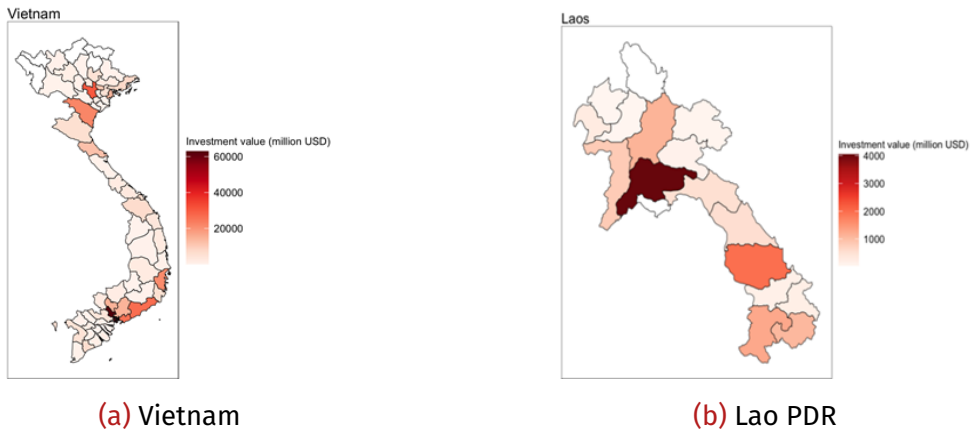 Vietnam
Investment value (million USD)
60000
40000
20000
(a) Vietnam
Laos
Investment value (million USD)
4000
3000
2000
1000
(b) Lao PDR